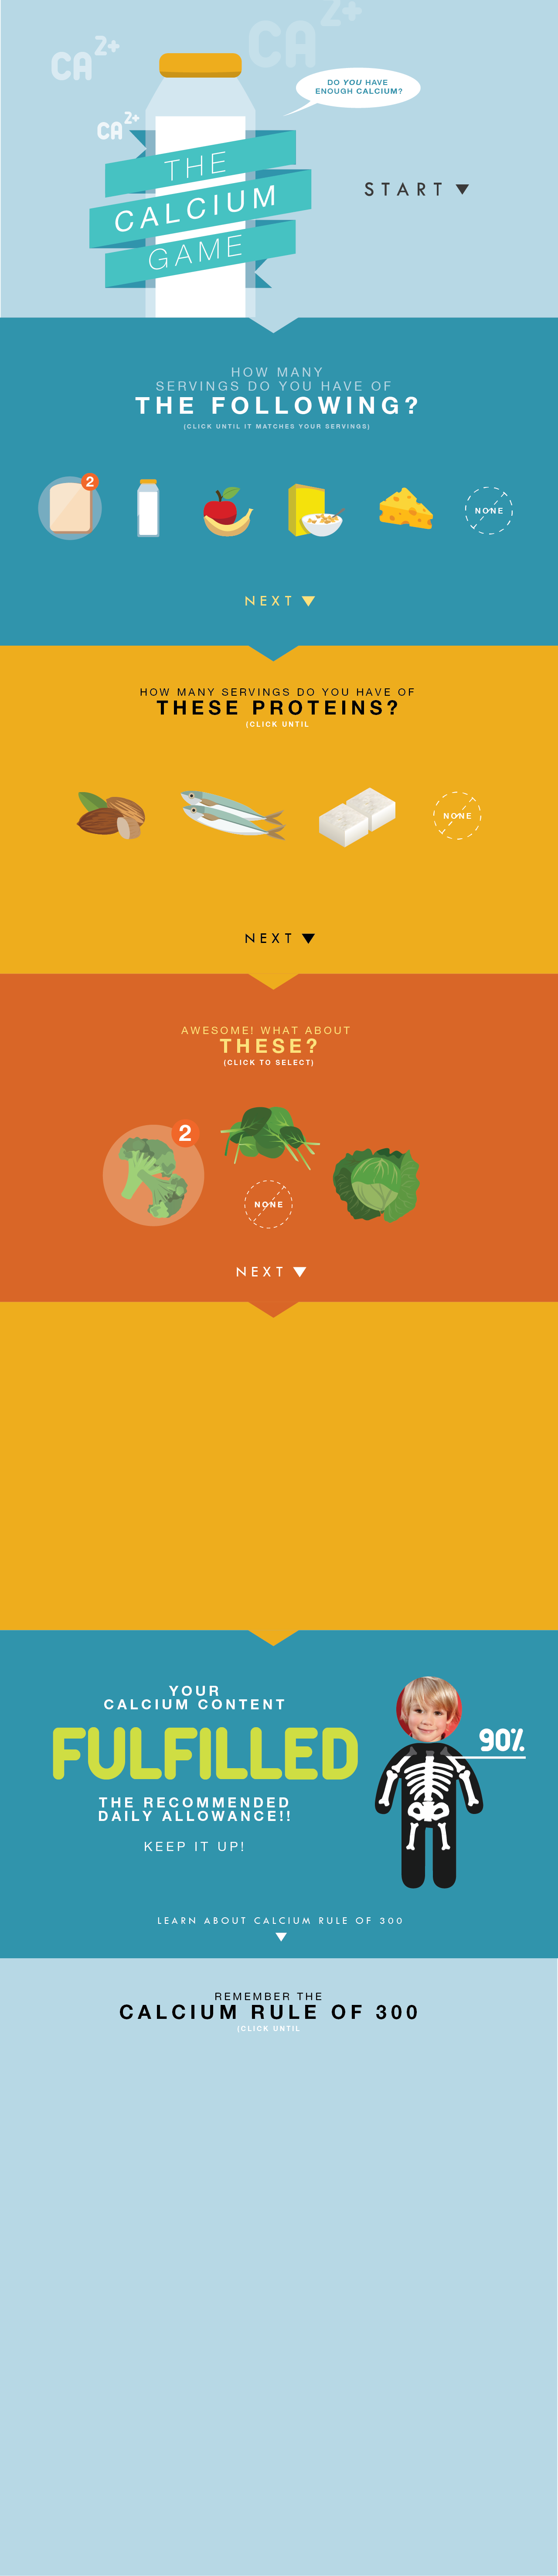 CA 2+
CA 2+
CA 2+
DO YOU HAVE
ENOUGH CALCIUM?
THE
CALCIUM
GAME
START
HOW MANY
SERVINGS DO YOU HAVE OF
THE FOLLOWING?
(CLICK UNTIL IT MATCHES YOUR SERVINGS)
2
NONE
NEXT
HOW MANY SERVINGS DO YOU HAVE OF
THESE PROTEINS?
(CLICK UNTIL
NONE
NEXT
AWESOME! WHAT ABOUT
THESE?
(CLICK TO SELECT)
2
NONE
NEXT
YOUR
CALCIUM CONTENT
FULFILLED
THE RECOMMENDED
DAILY ALLOWANCE!!
KEEP IT UP!
90%
LEARN ABOUT CALCIUM RULE OF 300
REMEMBER THE
CALCIUM RULE OF 300
(CLICK UNTIL